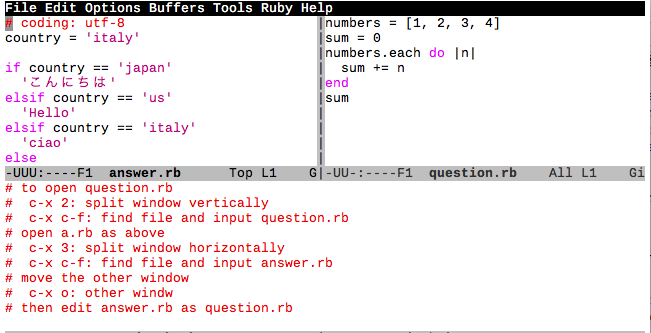 File Edit Options Buffers Tools Ruby Help
# coding: utf-8
country = 'italy'
if country == 'japan'
'こんにちは'
elsif country == 'us'
'Hello'
elsif country == 'italy'
'ciao'
else
-UUU:----F1  answer.rb      Top L1    G
numbers = [1, 2, 3, 4]
sum = 0
numbers.each do |n|
sum += n
end
sum
-UU-:----F1  question.rb    All L1    Gi
# to open question.rb
#  c-x 2: split window vertically
#  c-x c-f: find file and input question.rb
# open a.rb as above
#  c-x 3: split window horizontally
#  c-x c-f: find file and input answer.rb
# move the other window
#  c-x o: other windw
# then edit answer.rb as question.rb